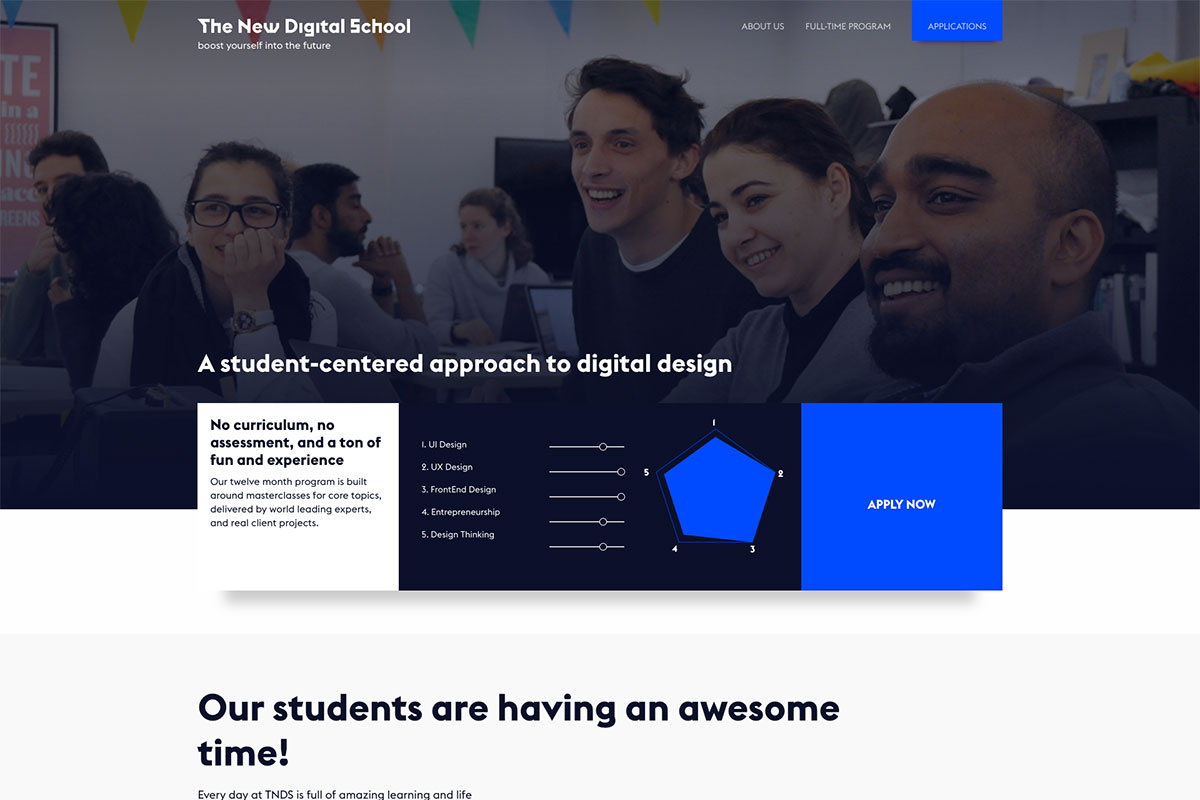 The New Digital School
boost yourself into the future
ABOUT US
FULL-TIME PROGRAM
APPLICATIONS
TE
in a
ace
REENS
A student-centered approach to digital design
No curriculum, no
assessment, and a ton of
fun and experience
Our twelve month program is built
around masterclasses for core topics,
delivered by world leading experts,
and real client projects.
1. UI Design
2. UX Design
3. FrontEnd Design
4. Entrepreneurship
5. Design Thinking
1
5
2
4
3
APPLY NOW
Our students are having an awesome
time!
Every day at TNDS is full of amazing learning and life